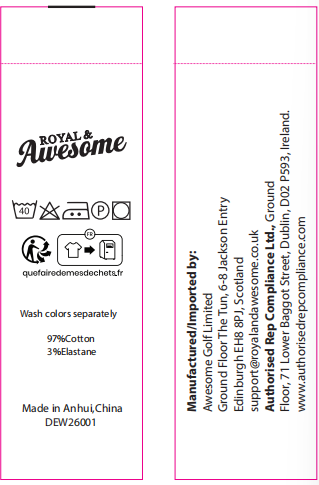 ROYAL &
Awesome
40 P
FR
quefairedemesdechets.fr
Wash colors separately
97%Cotton
3%Elastane
Made in Anhui,China
DEW26001
Manufactured/Imported by:
Awesome Golf Limited
Ground Floor The Tun, 6-8 Jackson Entry
Edinburgh EH8 8PJ, Scotland
support@royalandawesome.co.uk
Authorised Rep Compliance Ltd., Ground
Floor, 71 Lower Baggot Street, Dublin, D02 P593, Ireland.
www.authorisedrepcompliance.com